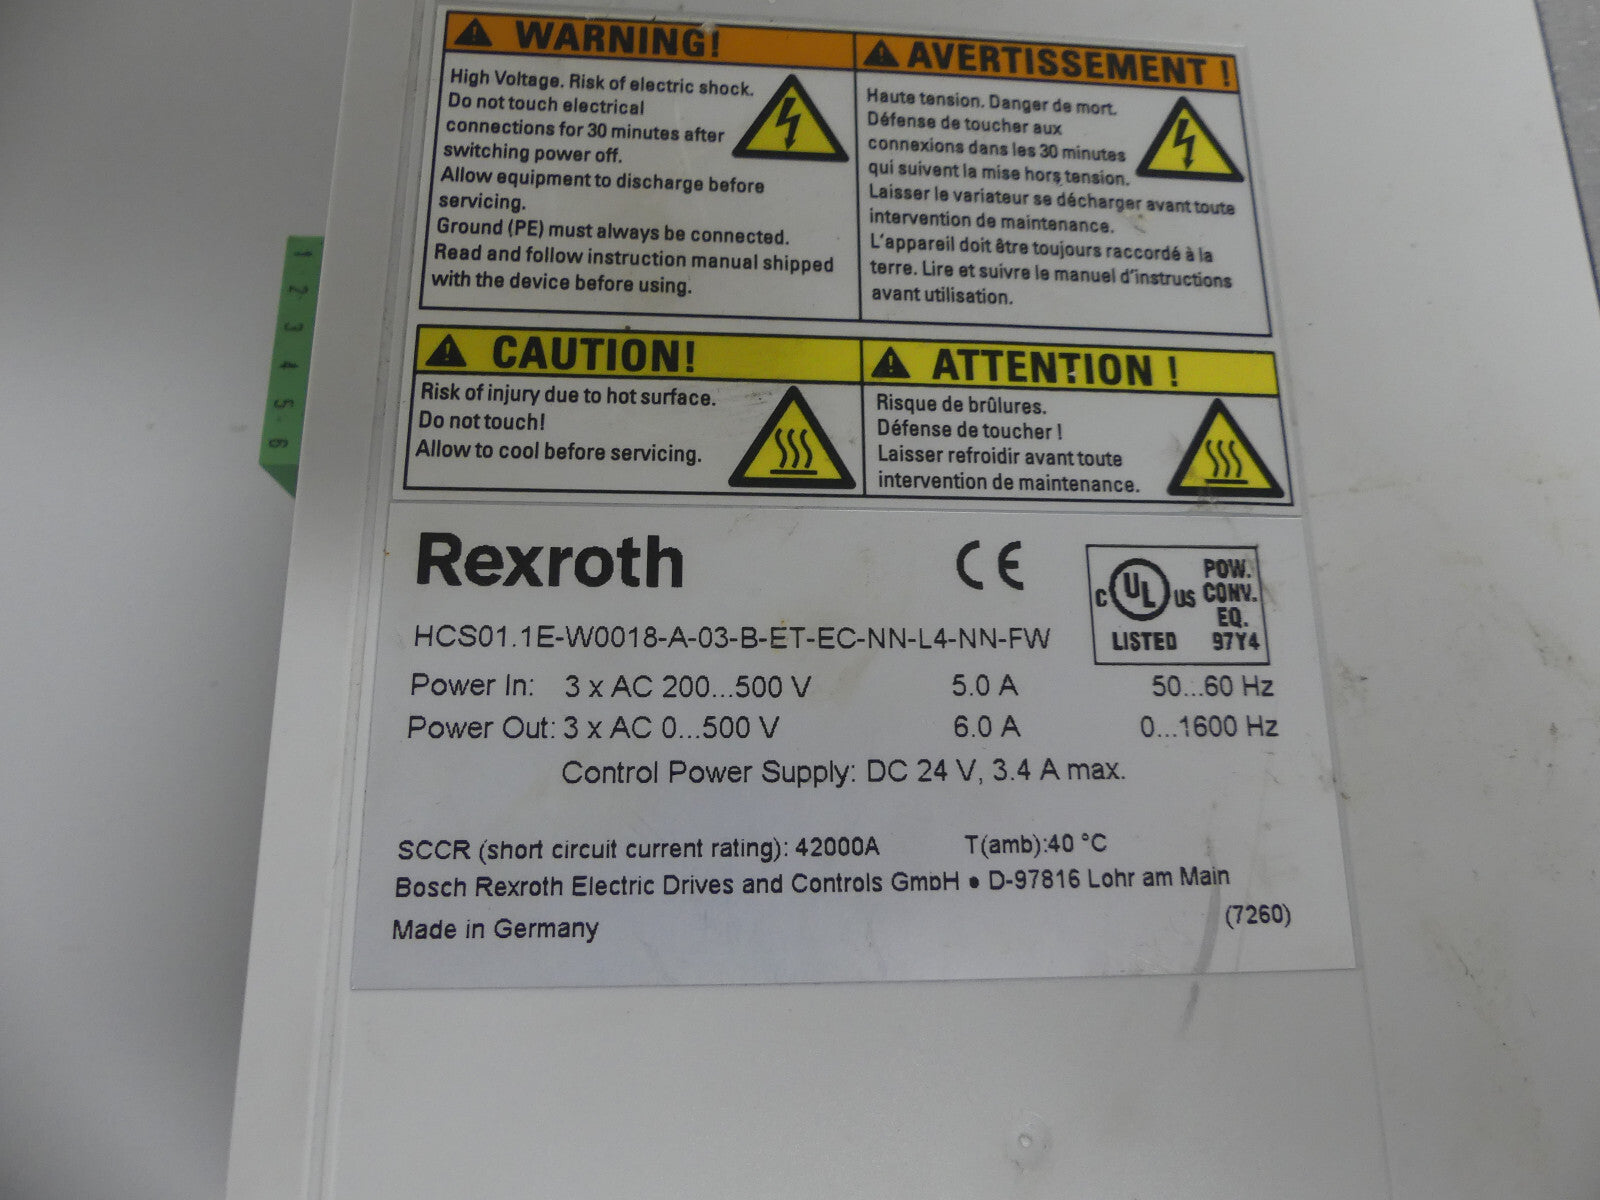 WARNING!
High Voltage. Risk of electric shock.
Do not touch electrical
connections for 30 minutes after
switching power off.
Allow equipment to discharge before
servicing.
Ground (PE) must always be connected.
Read and follow instruction manual shipped
with the device before using.
AVERTISSEMENT !
Haute tension. Danger de mort.
Défense de toucher aux
connexions dans les 30 minutes
qui suivent la mise hors tension.
Laisser le variateur se décharger avant toute
intervention de maintenance.
L'appareil doit être toujours raccordé à la
terre. Lire et suivre le manuel d'instructions
avant utilisation.
CAUTION!
Risk of injury due to hot surface.
Do not touch!
Allow to cool before servicing.
ATTENTION !
Risque de brûlures.
Défense de toucher !
Laisser refroidir avant toute
intervention de maintenance.
1 2 3 4 5 6
Rexroth
CE
C UL US
LISTED
POW.
CONV.
EQ.
97Y4
HCS01.1E-W0018-A-03-B-ET-EC-NN-L4-NN-FW
Power In: 3 x AC 200...500 V 5.0 A 50...60 Hz
Power Out: 3 x AC 0...500 V 6.0 A 0...1600 Hz
Control Power Supply: DC 24 V, 3.4 A max.
SCCR (short circuit current rating): 42000A T(amb):40 °C
Bosch Rexroth Electric Drives and Controls GmbH • D-97816 Lohr am Main
Made in Germany (7260)